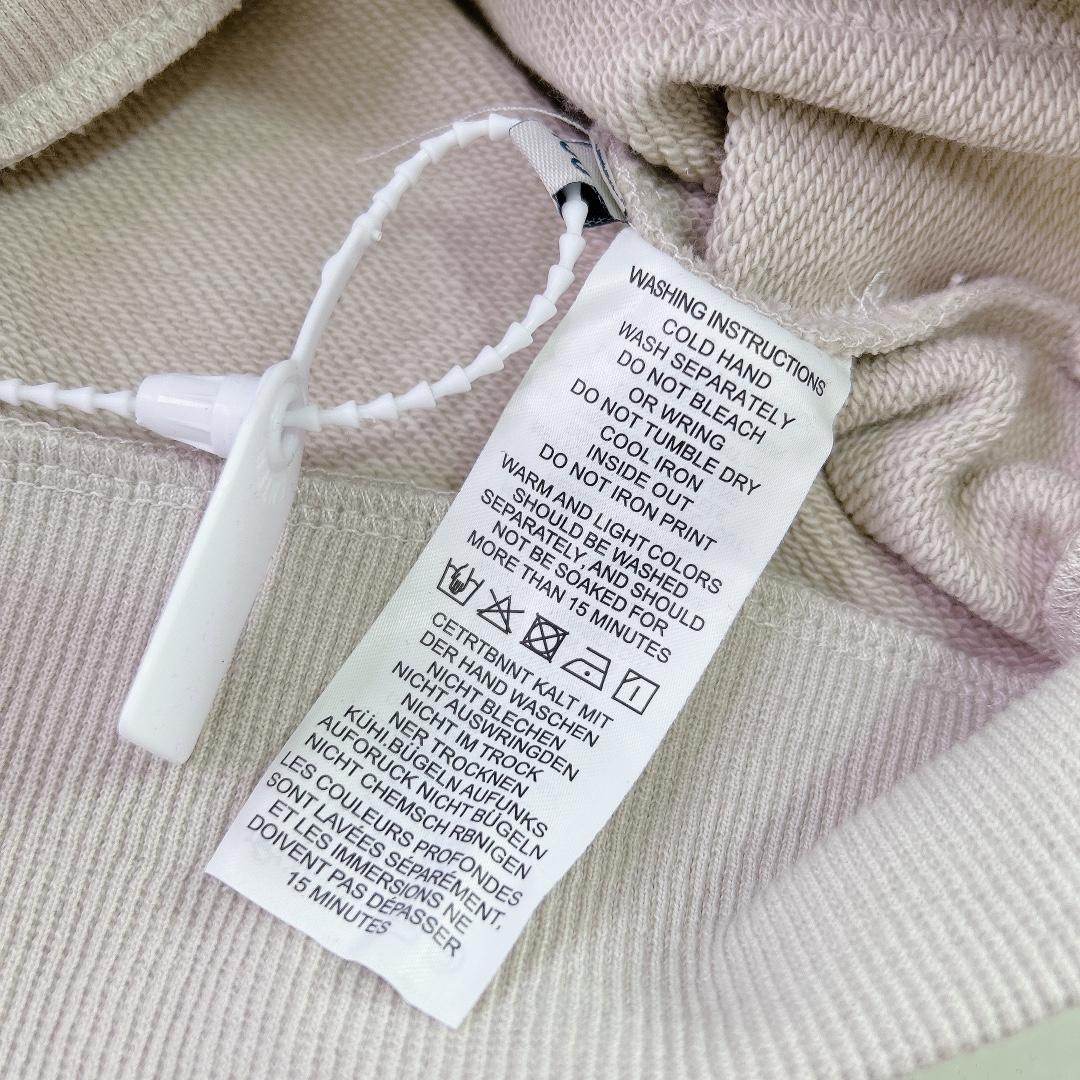 WASHING INSTRUCTIONS
COLD HAND
WASH SEPARATELY
DO NOT BLEACH
OR WRING
DO NOT TUMBLE DRY
COOL IRON
INSIDE OUT
DO NOT IRON PRINT
WARM AND LIGHT COLORS
SHOULD BE WASHED
SEPARATELY, AND SHOULD
NOT BE SOAKED FOR
MORE THAN 15 MINUTES
CETRTBNNT KALT MIT
DER HAND WASCHEN
NICHT BLECHEN
NICHT AUSWRINGDEN
NICHT IM TROCK
NER TROCKNEN
KÜHI.BÜGELN AUFUNKS
AUFORUCK NICHT BÜGELN
NICHT CHEMSCH RBNIGEN
LES COULEURS PROFONDES
SONT LAVÉES SÉPARÉMENT,
ET LES IMMERSIONS NE
DOIVENT PAS DÉPASSER
15 MINUTES